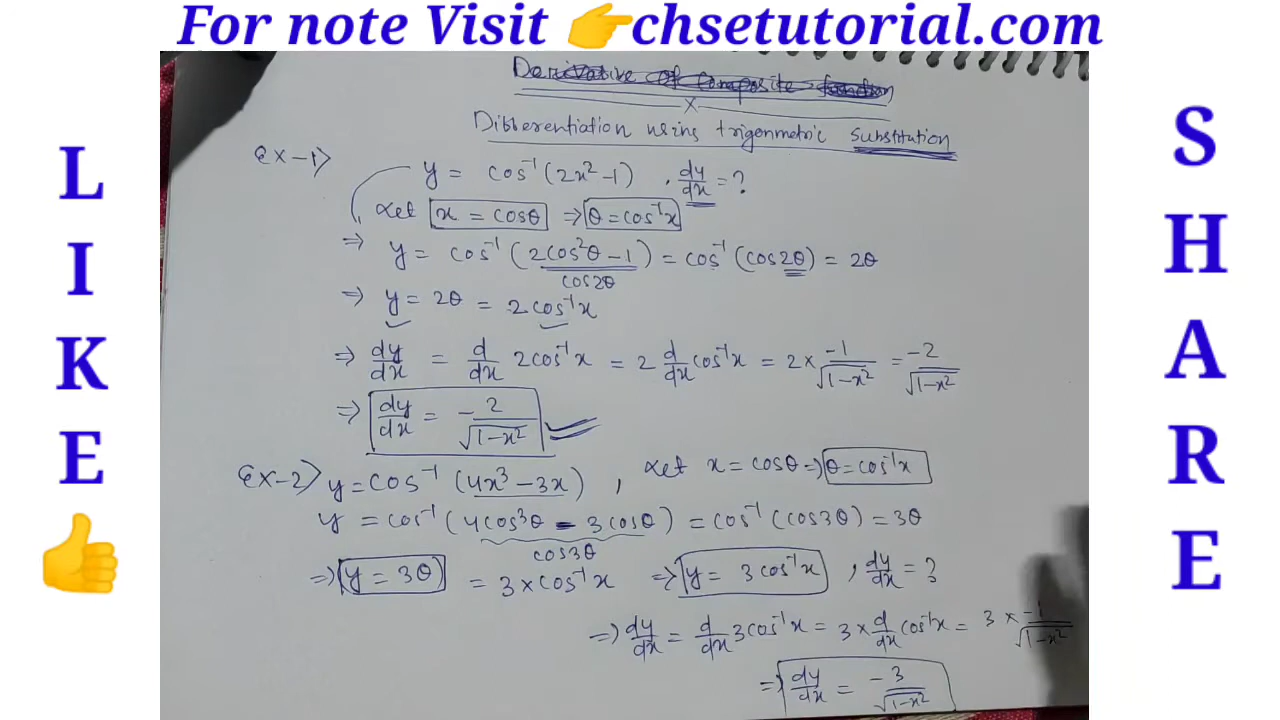 For note Visit 👉chsetutorial.com
LIKE👍
SHARE
Derivative of composite function
x
Differentiation using trigonmetric substitution
Ex-1> y = cos⁻¹(2x²-1) , dy/dx = ?
Let x = cosθ ⇒ θ = cos⁻¹x
⇒ y = cos⁻¹(2cos²θ-1) = cos⁻¹(cos2θ) = 2θ
cos2θ
⇒ y = 2θ = 2cos⁻¹x
⇒ dy/dx = d/dx 2cos⁻¹x = 2 d/dx cos⁻¹x = 2 × -1/√1-x² = -2/√1-x²
⇒ dy/dx = -2/√1-x²
Ex-2> y = cos⁻¹(4x³-3x) , Let x = cosθ ⇒ θ = cos⁻¹x
y = cos⁻¹(4cos³θ - 3cosθ) = cos⁻¹(cos3θ) = 3θ
cos3θ
⇒ y = 3θ = 3×cos⁻¹x ⇒ y = 3cos⁻¹x , dy/dx = ?
⇒ dy/dx = d/dx 3cos⁻¹x = 3 × d/dx cos⁻¹x = 3 × -1/√1-x²
⇒ dy/dx = -3/√1-x²